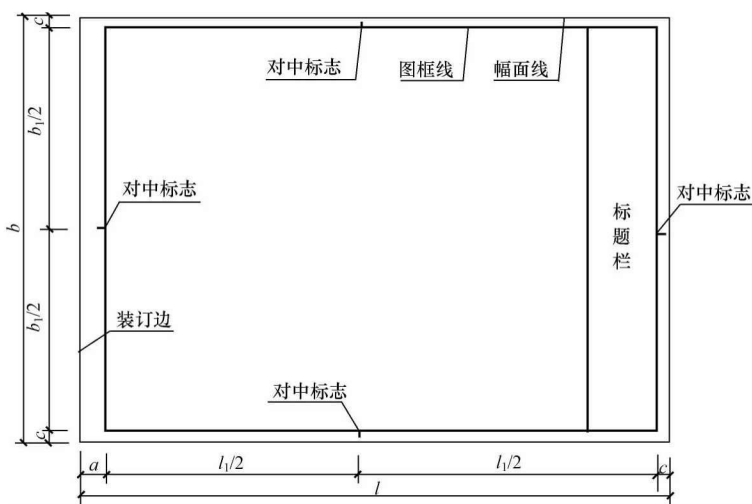 c
对中标志
图框线
幅面线
b₁/2
对中标志
对中标志
b
标题栏
b₁/2
装订边
对中标志
c
a
l₁/2
l₁/2
c
l